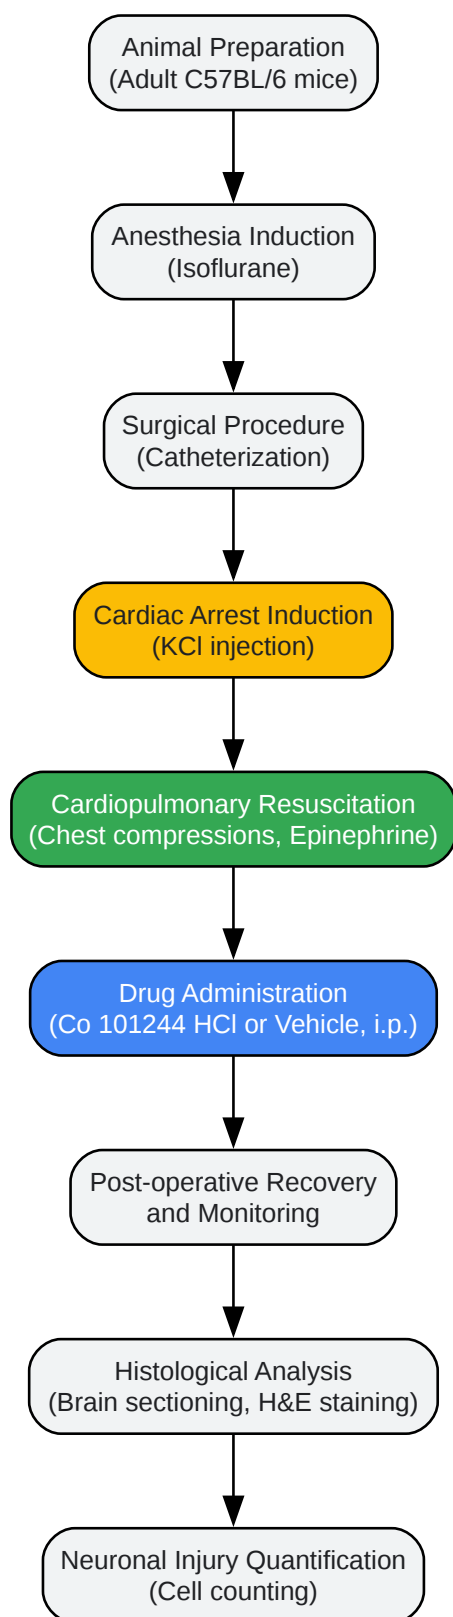 Animal Preparation
(Adult C57BL/6 mice)
Anesthesia Induction
(Isoflurane)
Surgical Procedure
(Catheterization)
Cardiac Arrest Induction
(KCl injection)
Cardiopulmonary Resuscitation
(Chest compressions, Epinephrine)
Drug Administration
(Co 101244 HCl or Vehicle, i.p.)
Post-operative Recovery
and Monitoring
Histological Analysis
(Brain sectioning, H&E staining)
Neuronal Injury Quantification
(Cell counting)